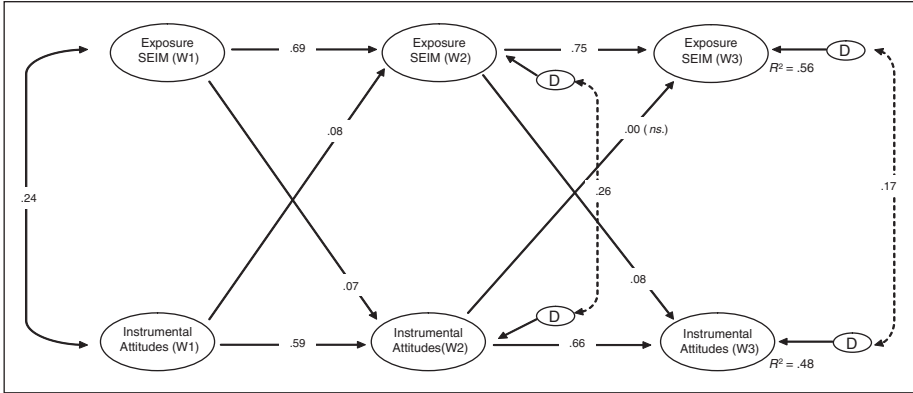 Exposure
SEIM (W1)
.69
Exposure
SEIM (W2)
.75
Exposure
SEIM (W3)
D
R² = .56
D
.08
.00 (ns.)
.24
.26
.17
.07
.08
D
Instrumental
Attitudes (W1)
.59
Instrumental
Attitudes(W2)
.66
Instrumental
Attitudes (W3)
D
R² = .48